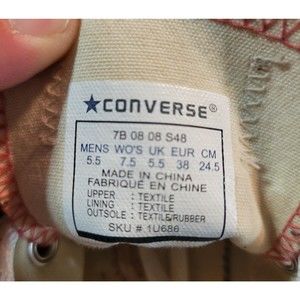 ★CONVERSE®
7B 08 08 S48
MENS WO'S UK EUR CM
5.5 7.5 5.5 38 24.5
MADE IN CHINA
FABRIQUÉ EN CHINE
UPPER : TEXTILE
LINING : TEXTILE
OUTSOLE : TEXTILE/RUBBER
SKU # 1U686